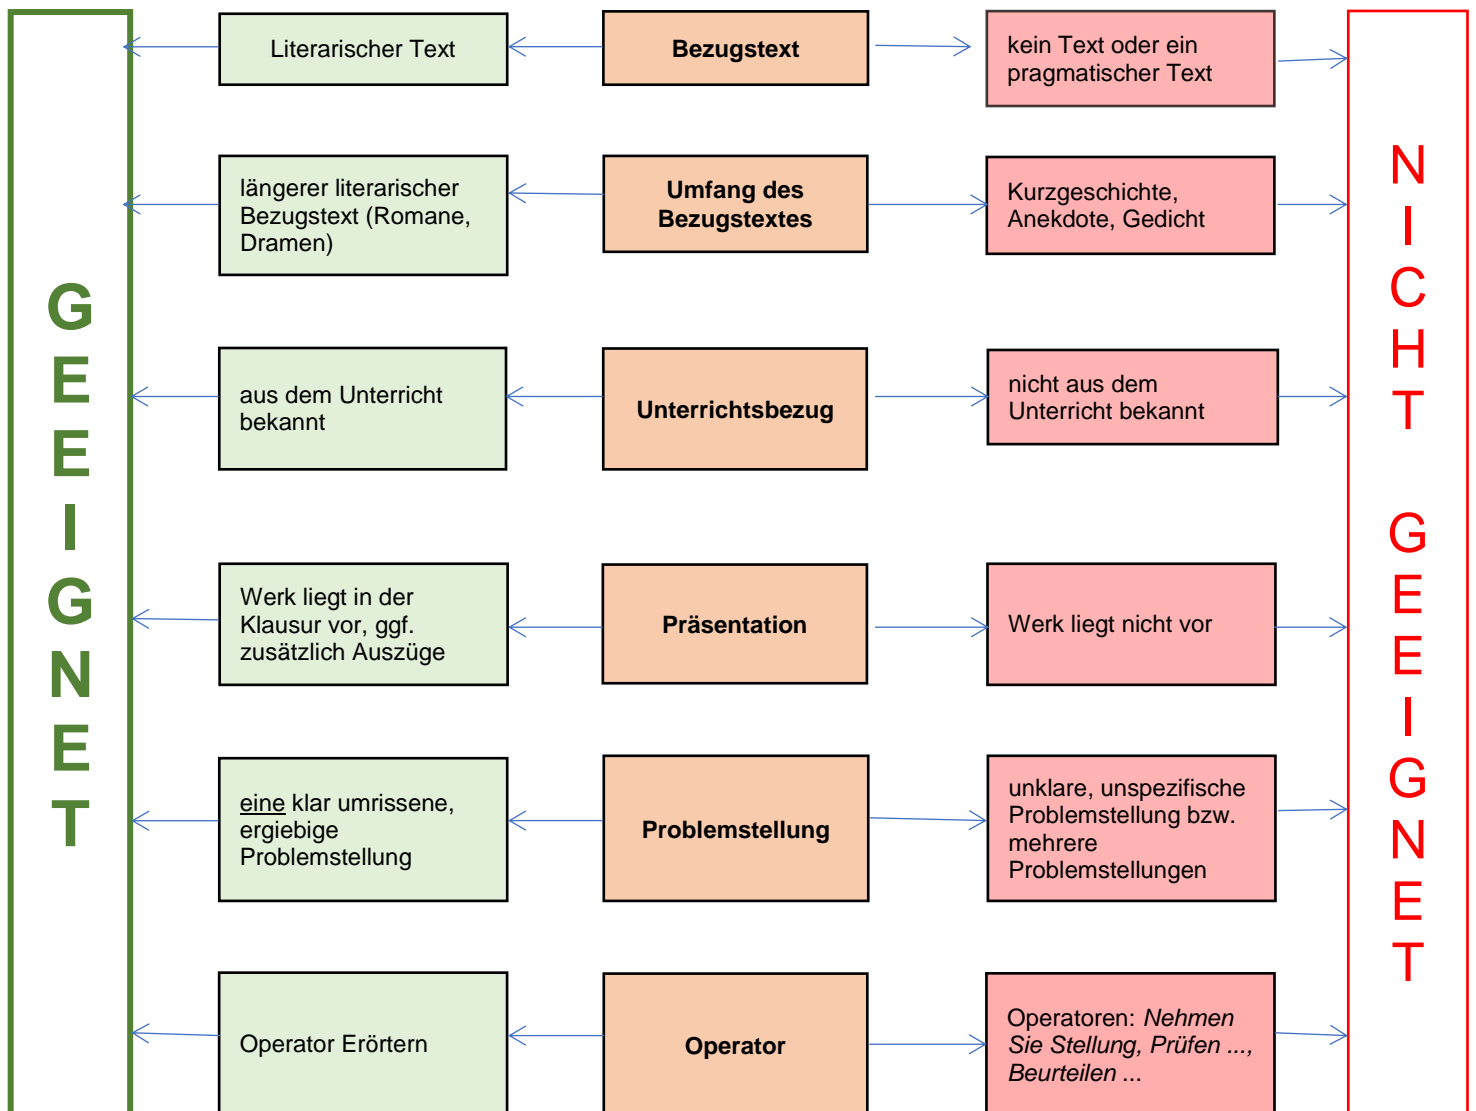 GEEIGNET
Literarischer Text
Bezugstext
kein Text oder ein
pragmatischer Text
längerer literarischer
Bezugstext (Romane,
Dramen)
Umfang des
Bezugstextes
Kurzgeschichte,
Anekdote, Gedicht
aus dem Unterricht
bekannt
Unterrichtsbezug
nicht aus dem
Unterricht bekannt
Werk liegt in der
Klausur vor, ggf.
zusätzlich Auszüge
Präsentation
Werk liegt nicht vor
eine klar umrissene,
ergiebige
Problemstellung
Problemstellung
unklare, unspezifische
Problemstellung bzw.
mehrere
Problemstellungen
Operator Erörtern
Operator
Operatoren: Nehmen
Sie Stellung, Prüfen ...,
Beurteilen ...
NICHT GEEIGNET